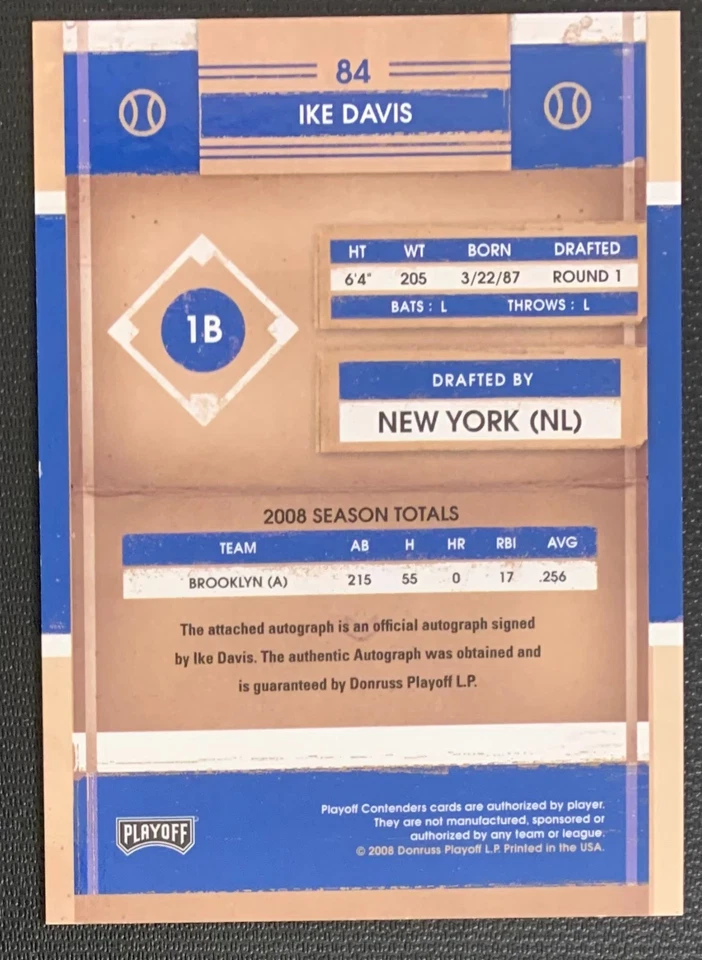 84
IKE DAVIS
HT WT BORN DRAFTED
6'4" 205 3/22/87 ROUND 1
BATS : L THROWS : L
1B
DRAFTED BY
NEW YORK (NL)
2008 SEASON TOTALS
TEAM AB H HR RBI AVG
BROOKLYN (A) 215 55 0 17 .256
The attached autograph is an official autograph signed
by Ike Davis. The authentic Autograph was obtained and
is guaranteed by Donruss Playoff L.P.
PLAYOFF
Playoff Contenders cards are authorized by player.
They are not manufactured, sponsored or
authorized by any team or league.
© 2008 Donruss Playoff L.P. Printed in the USA.